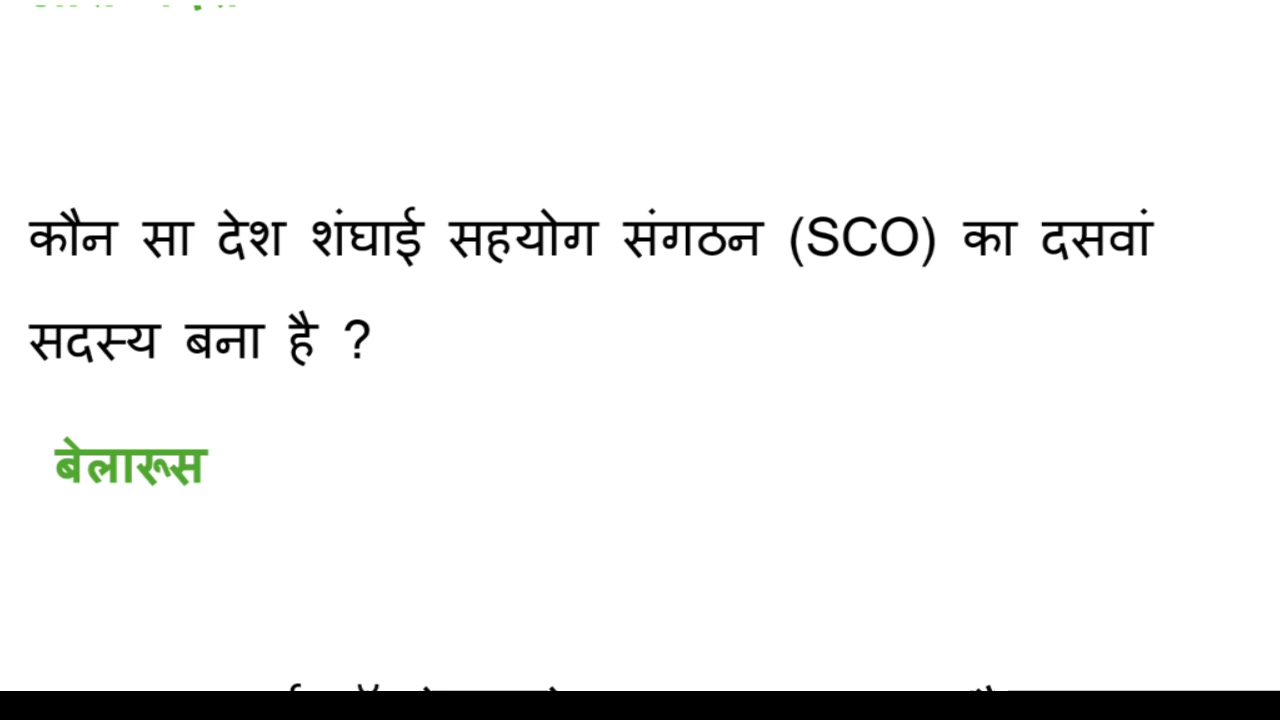 कौन सा देश शंघाई सहयोग संगठन (SCO) का दसवां
सदस्य बना है ?
बेलारूस